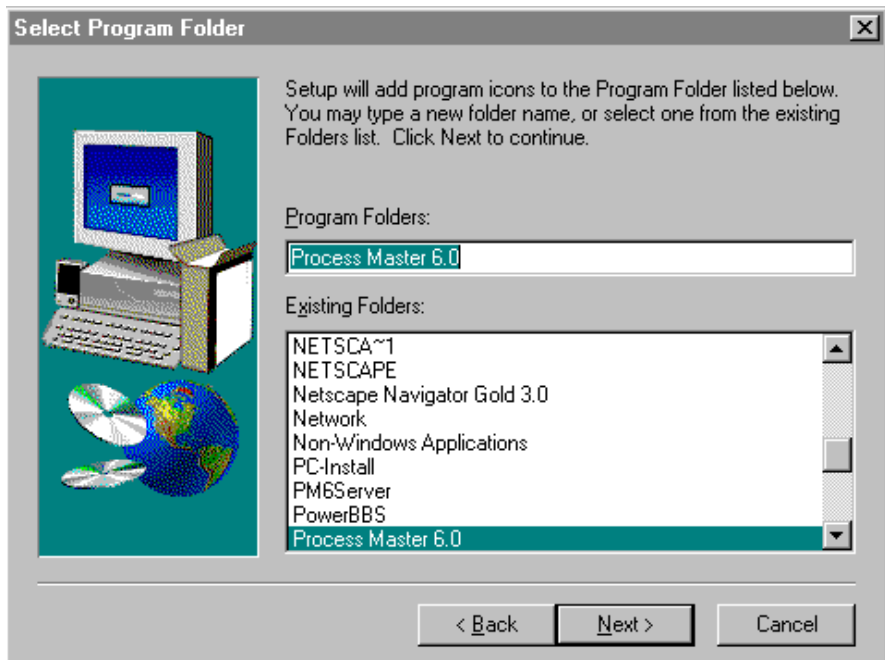 Select Program Folder
Setup will add program icons to the Program Folder listed below.
You may type a new folder name, or select one from the existing
Folders list. Click Next to continue.
Program Folders:
Process Master 6.0
Existing Folders:
NETSCA~1
NETSCAPE
Netscape Navigator Gold 3.0
Network
Non-Windows Applications
PC-Install
PM6Server
PowerBBS
Process Master 6.0
< Back
Next >
Cancel